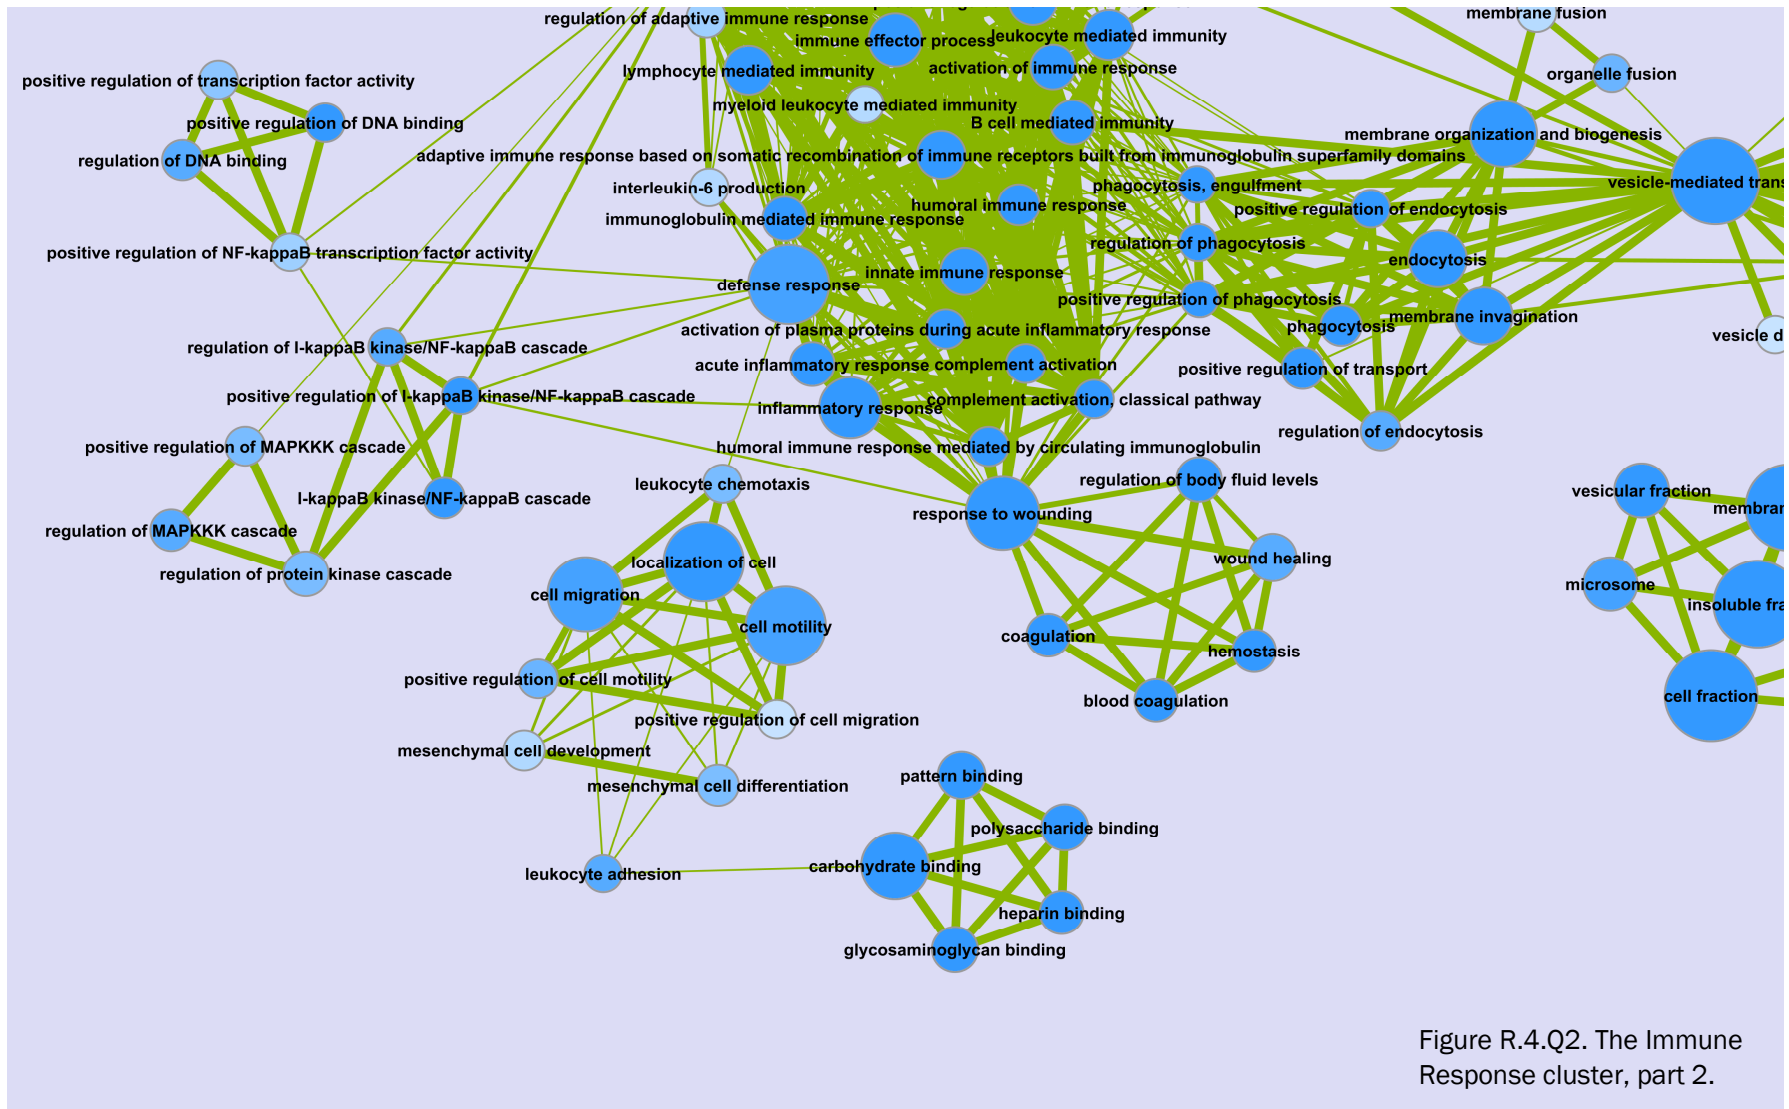 regulation of adaptive immune response
membrane fusion
immune effector process
leukocyte mediated immunity
lymphocyte mediated immunity
activation of immune response
organelle fusion
positive regulation of transcription factor activity
myeloid leukocyte mediated immunity
positive regulation of DNA binding
B cell mediated immunity
membrane organization and biogenesis
regulation of DNA binding
adaptive immune response based on somatic recombination of immune receptors built from immunoglobulin superfamily domains
interleukin-6 production
phagocytosis, engulfment
vesicle-mediated trans
humoral immune response
positive regulation of endocytosis
immunoglobulin mediated immune response
regulation of phagocytosis
positive regulation of NF-kappaB transcription factor activity
endocytosis
innate immune response
defense response
positive regulation of phagocytosis
membrane invagination
phagocytosis
activation of plasma proteins during acute inflammatory response
vesicle d
regulation of I-kappaB kinase/NF-kappaB cascade
acute inflammatory response
complement activation
positive regulation of transport
positive regulation of I-kappaB kinase/NF-kappaB cascade
inflammatory response
complement activation, classical pathway
regulation of endocytosis
positive regulation of MAPKKK cascade
humoral immune response mediated by circulating immunoglobulin
leukocyte chemotaxis
regulation of body fluid levels
vesicular fraction
I-kappaB kinase/NF-kappaB cascade
response to wounding
membran
regulation of MAPKKK cascade
localization of cell
wound healing
regulation of protein kinase cascade
microsome
cell migration
insoluble fra
cell motility
coagulation
hemostasis
positive regulation of cell motility
cell fraction
blood coagulation
positive regulation of cell migration
mesenchymal cell development
pattern binding
mesenchymal cell differentiation
polysaccharide binding
carbohydrate binding
leukocyte adhesion
heparin binding
glycosaminoglycan binding
Figure R.4.Q2. The Immune
Response cluster, part 2.